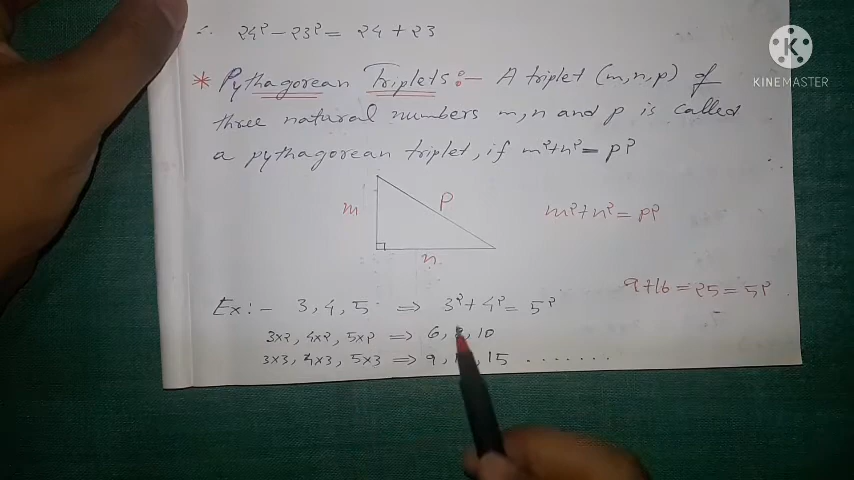 ∴ 24² - 23² = 24 + 23
KINEMASTER
* Pythagorean Triplets :- A triplet (m, n, p) of
three natural numbers m, n and p is called
a pythagorean triplet, if m² + n² = p²
m
p
n
m² + n² = p²
9 + 16 = 25 = 5²
Ex :- 3, 4, 5 ⇒ 3² + 4² = 5²
3×2, 4×2, 5×2 ⇒ 6, 8, 10
3×3, 4×3, 5×3 ⇒ 9, , 15 .......